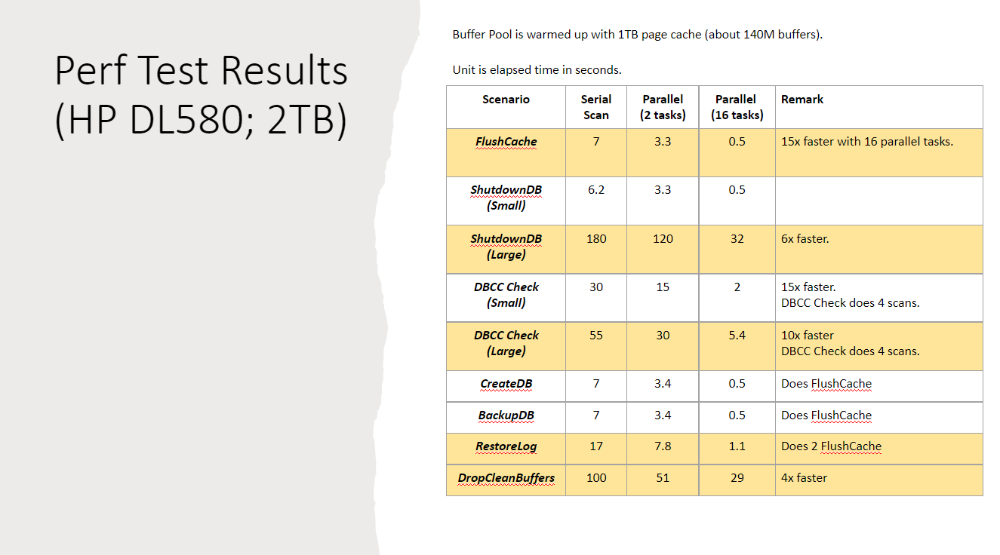 Perf Test Results
(HP DL580; 2TB)
Buffer Pool is warmed up with 1TB page cache (about 140M buffers).
Unit is elapsed time in seconds.
Scenario Serial Scan Parallel (2 tasks) Parallel (16 tasks) Remark
FlushCache 7 3.3 0.5 15x faster with 16 parallel tasks.
ShutdownDB (Small) 6.2 3.3 0.5
ShutdownDB (Large) 180 120 32 6x faster.
DBCC Check (Small) 30 15 2 15x faster. DBCC Check does 4 scans.
DBCC Check (Large) 55 30 5.4 10x faster DBCC Check does 4 scans.
CreateDB 7 3.4 0.5 Does FlushCache
BackupDB 7 3.4 0.5 Does FlushCache
RestoreLog 17 7.8 1.1 Does 2 FlushCache
DropCleanBuffers 100 51 29 4x faster